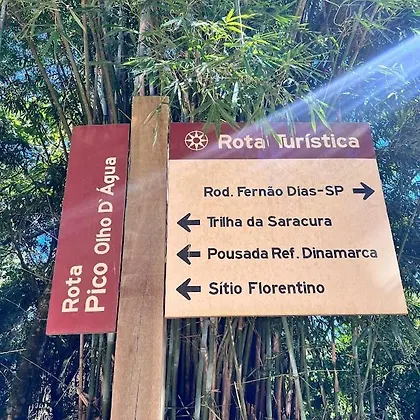 Rota
Pico Olho D'Água
Rota Turística
Rod. Fernão Dias-SP →
← Trilha da Saracura
← Pousada Ref. Dinamarca
← Sítio Florentino